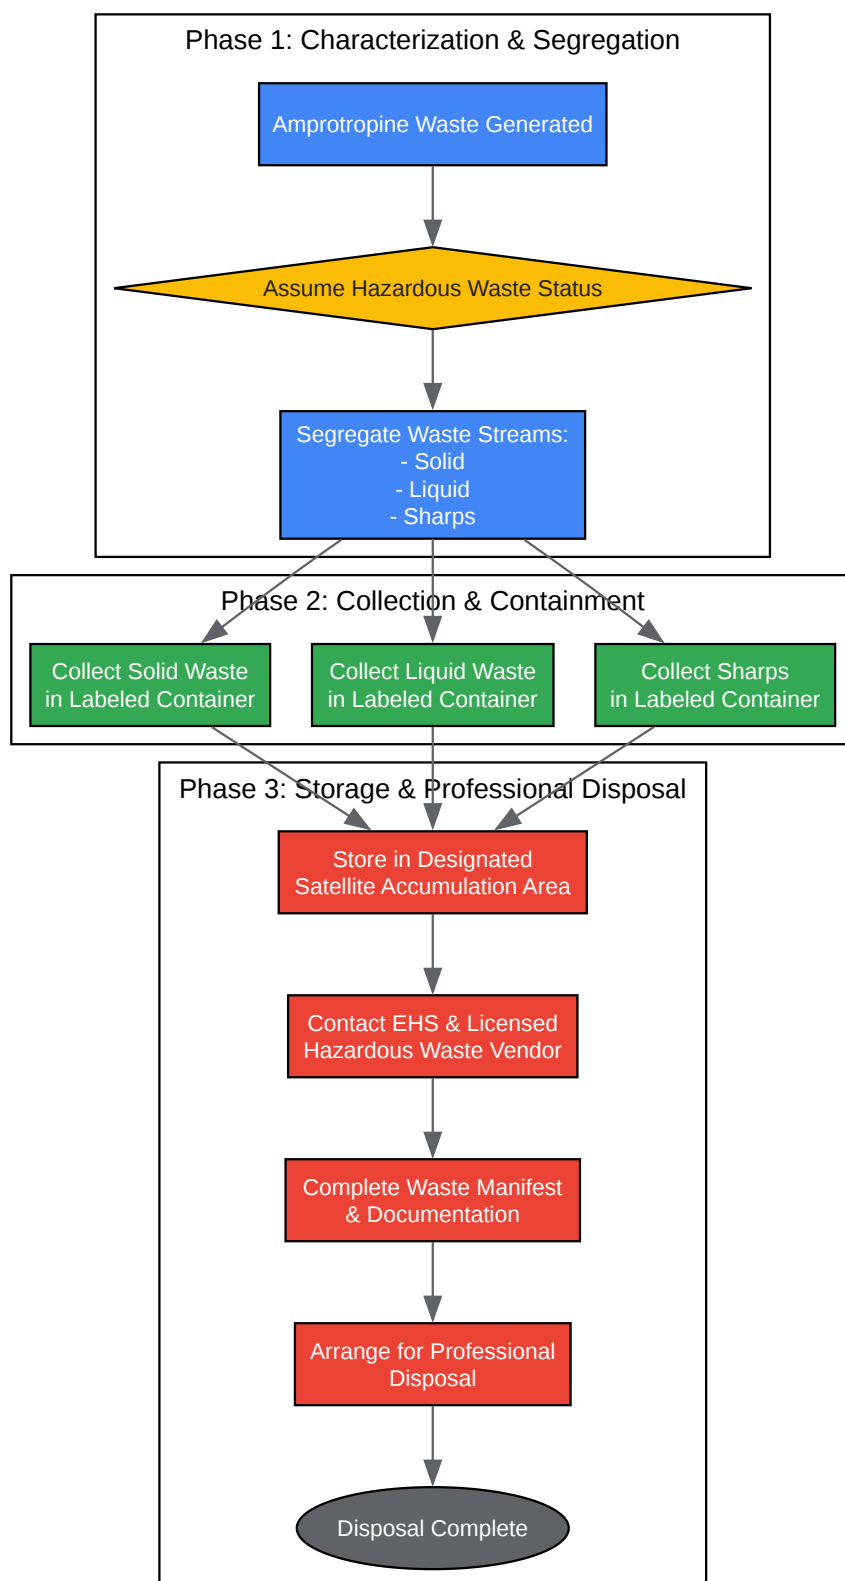 Phase 1: Characterization & Segregation
Amprotropine Waste Generated
Assume Hazardous Waste Status
Segregate Waste Streams:
- Solid
- Liquid
- Sharps
Phase 2: Collection & Containment
Collect Solid Waste
in Labeled Container
Collect Liquid Waste
in Labeled Container
Collect Sharps
in Labeled Container
Phase 3: Storage & Professional Disposal
Store in Designated
Satellite Accumulation Area
Contact EHS & Licensed
Hazardous Waste Vendor
Complete Waste Manifest
& Documentation
Arrange for Professional
Disposal
Disposal Complete